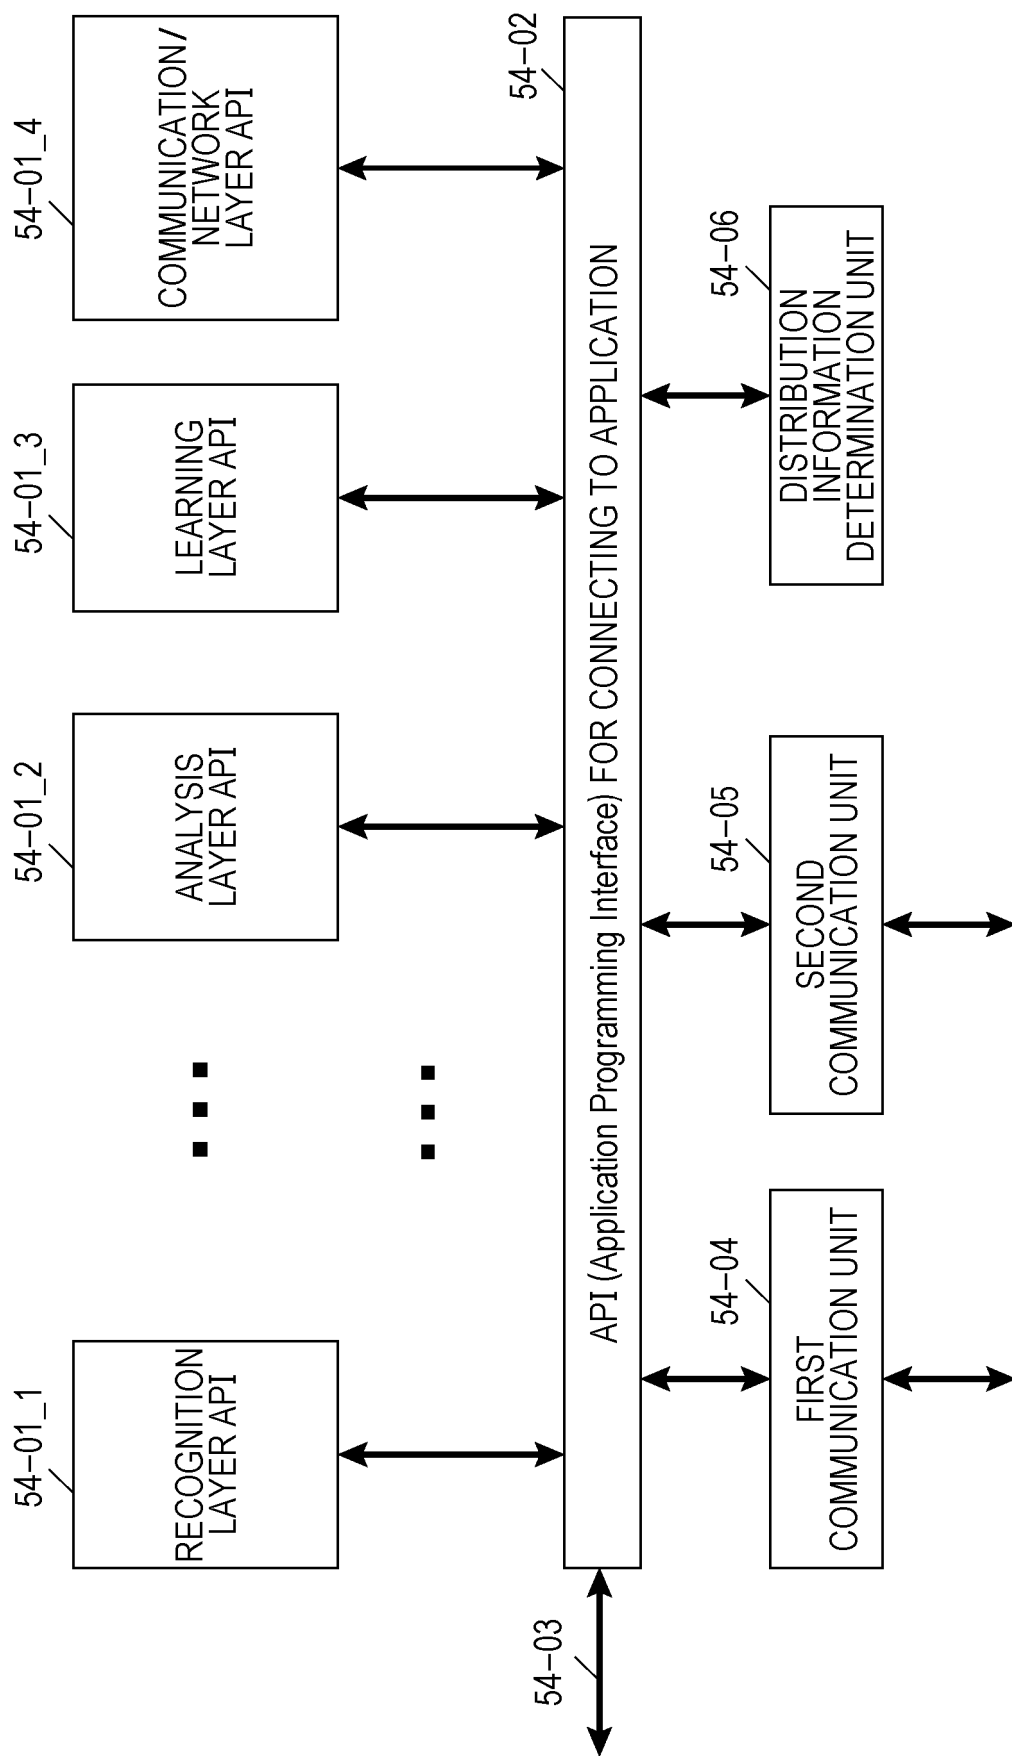 54-01_1
RECOGNITION
LAYER API
54-01_2
ANALYSIS
LAYER API
54-01_3
LEARNING
LAYER API
54-01_4
COMMUNICATION/
NETWORK
LAYER API
54-02
API (Application Programming Interface) FOR CONNECTING TO APPLICATION
54-03
54-04
FIRST
COMMUNICATION UNIT
54-05
SECOND
COMMUNICATION UNIT
54-06
DISTRIBUTION
INFORMATION
DETERMINATION UNIT